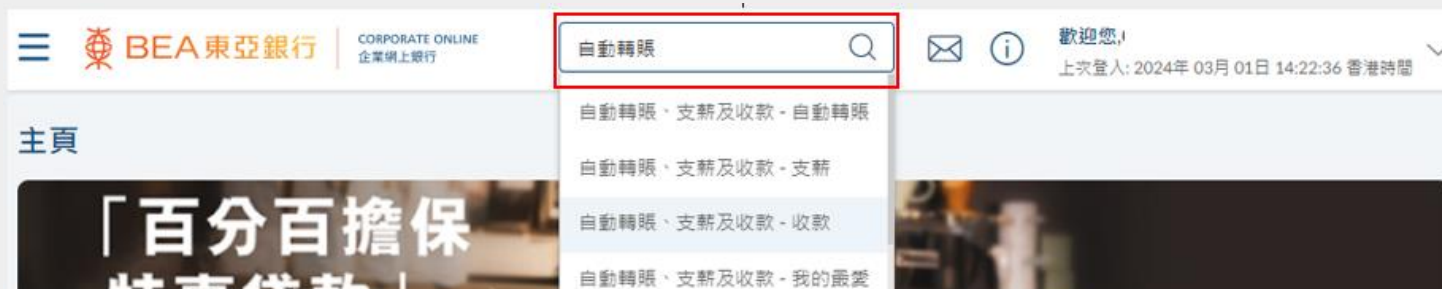 BEA東亞銀行
CORPORATE ONLINE
企業網上銀行
自動轉賬
歡迎您,
上次登入: 2024年 03月 01日 14:22:36 香港時間
自動轉賬、支薪及收款 - 自動轉賬
主頁
自動轉賬、支薪及收款 - 支薪
「百分百擔保
自動轉賬、支薪及收款 - 收款
特惠貸款」
自動轉賬、支薪及收款 - 我的最愛